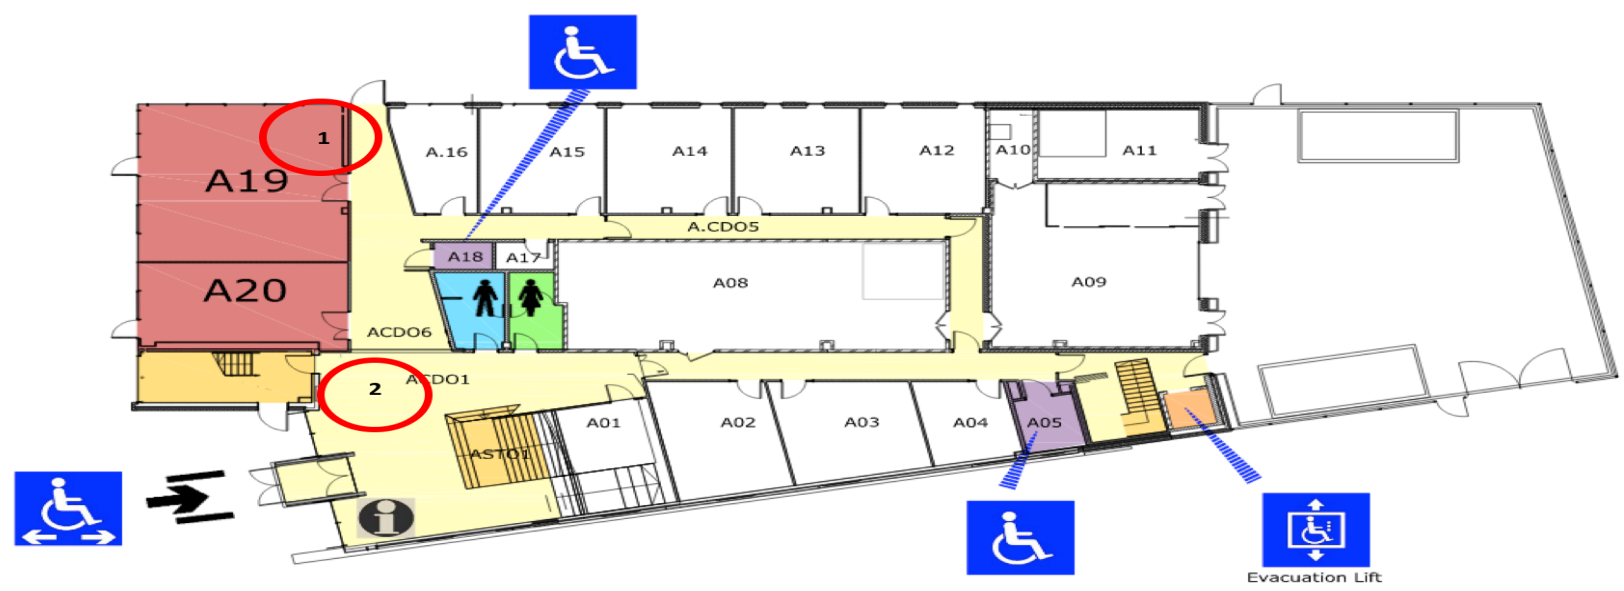 1
A19
A.16
A15
A14
A13
A12
A10
A11
A.CDO5
A18
A17
A08
A09
A20
ACDO6
ACDO1
2
A01
A02
A03
A04
A05
ASTO1
i
Evacuation Lift